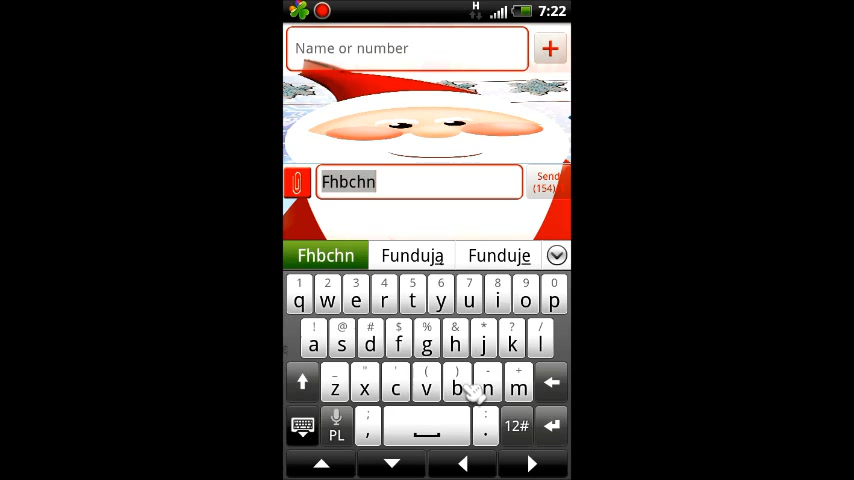 H 7:22
Name or number +
Fhbchn Send
(154)
Fhbchn Fundują Funduje
1 2 3 4 5 6 7 8 9 0
q w e r t y u i o p
! @ # $ % & * ? /
a s d f g h j k l
_ " ' ( ) - +
z x c v b n m
; :
PL , . 12#